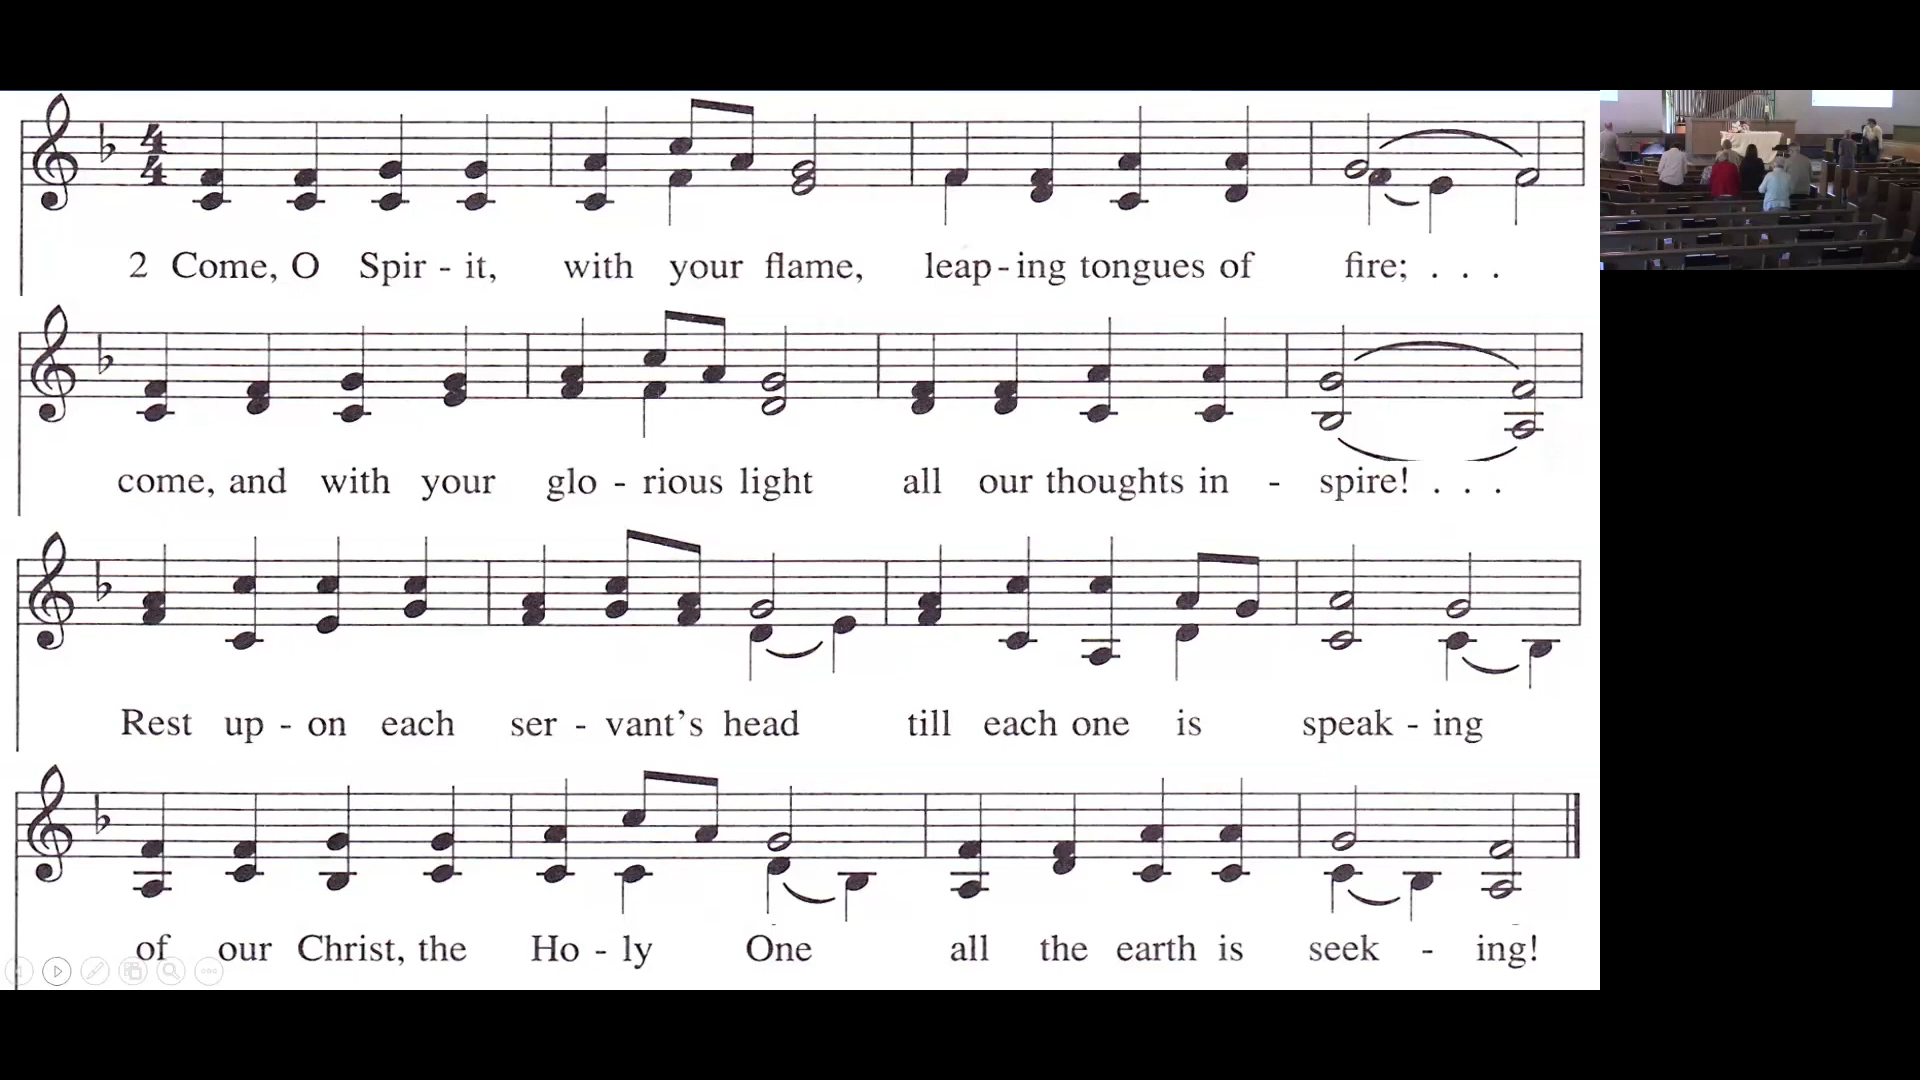 2 Come, O Spir - it, with your flame, leap - ing tongues of fire; . . .
come, and with your glo - rious light all our thoughts in - spire! . . .
Rest up - on each ser - vant's head till each one is speak - ing
of our Christ, the Ho - ly One all the earth is seek - ing!